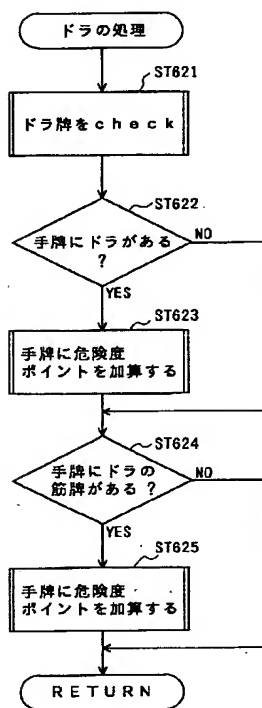 ドラの処理
ST621
ドラ牌をcheck
ST622
手牌にドラがある
?
NO
YES
ST623
手牌に危険度
ポイントを加算する
ST624
手牌にドラの
筋牌がある?
NO
YES
ST625
手牌に危険度
ポイントを加算する
RETURN